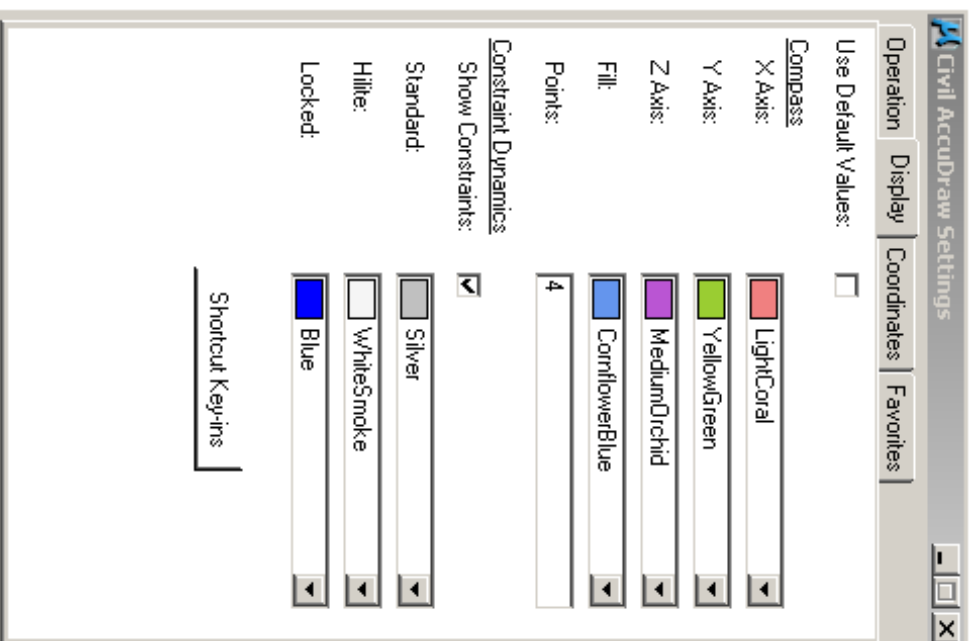 Civil AccuDraw Settings
Operation Display Coordinates Favorites
Use Default Values:
Compass
X Axis: LightCoral
Y Axis: YellowGreen
Z Axis: MediumOrchid
Fill: CornflowerBlue
Points: 4
Constraint Dynamics
Show Constraints:
Standard: Silver
Hilite: WhiteSmoke
Locked: Blue
Shortcut Key-ins